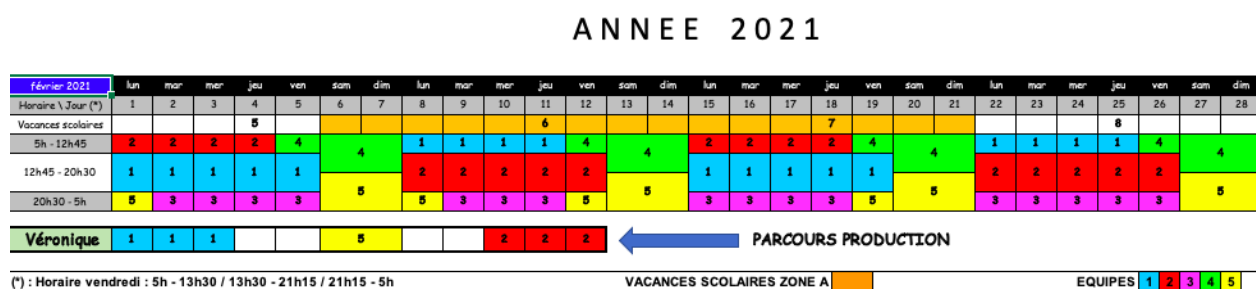 ANNEE 2021
février 2021 lun mar mer jeu ven sam dim lun mar mer jeu ven sam dim lun mar mer jeu ven sam dim lun mar mer jeu ven sam dim
Horaire \ Jour (*) 1 2 3 4 5 6 7 8 9 10 11 12 13 14 15 16 17 18 19 20 21 22 23 24 25 26 27 28
Vacances scolaires 5 6 7 8
5h - 12h45 2 2 2 2 4 4 1 1 1 1 4 4 2 2 2 2 4 4 1 1 1 1 4 4
12h45 - 20h30 1 1 1 1 1 2 2 2 2 2 1 1 1 1 1 2 2 2 2 2
5 5 5 5
20h30 - 5h 5 3 3 3 3 5 3 3 3 5 3 3 3 3 5 3 3 3 3 3
Véronique 1 1 1 5 2 2 2 PARCOURS PRODUCTION
(*) : Horaire vendredi : 5h - 13h30 / 13h30 - 21h15 / 21h15 - 5h VACANCES SCOLAIRES ZONE A EQUIPES 1 2 3 4 5